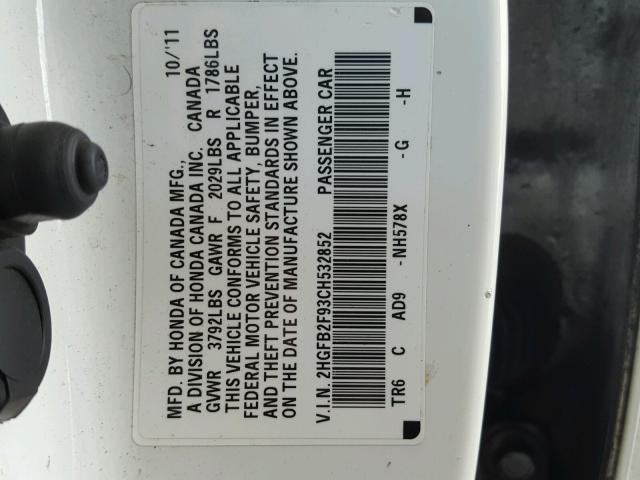 MFD. BY HONDA OF CANADA MFG., 10/'11
A DIVISION OF HONDA CANADA INC. CANADA
GVWR 3792LBS GAWR F 2029LBS R 1786LBS
THIS VEHICLE CONFORMS TO ALL APPLICABLE
FEDERAL MOTOR VEHICLE SAFETY, BUMPER,
AND THEFT PREVENTION STANDARDS IN EFFECT
ON THE DATE OF MANUFACTURE SHOWN ABOVE.
V.I.N. 2HGFB2F93CH532852 PASSENGER CAR
TR6 C AD9 -NH578X -G -H